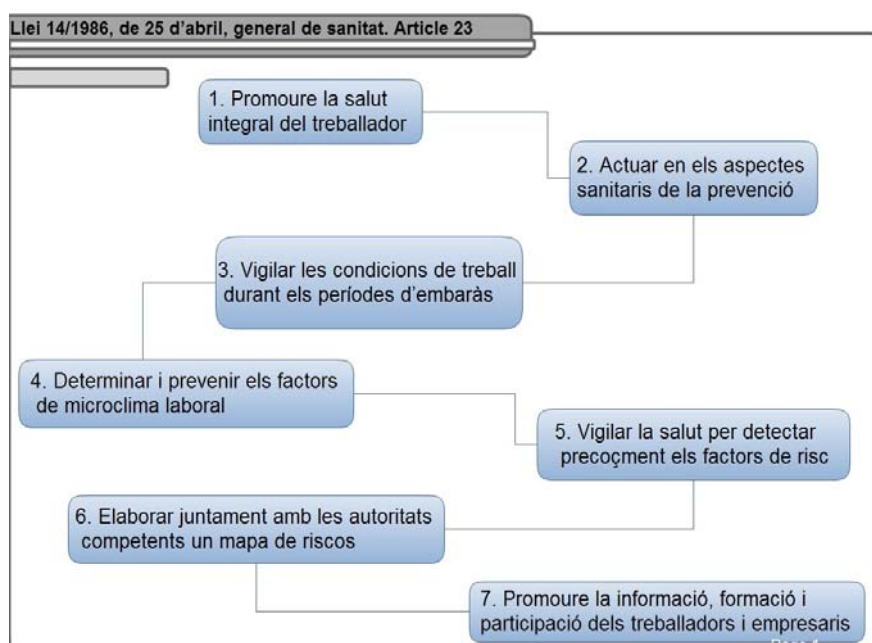 Llei 14/1986, de 25 d'abril, general de sanitat. Article 23
1. Promoure la salut
integral del treballador
2. Actuar en els aspectes
sanitaris de la prevenció
3. Vigilar les condicions de treball
durant els períodes d'embaràs
4. Determinar i prevenir els factors
de microclima laboral
5. Vigilar la salut per detectar
precoçment els factors de risc
6. Elaborar juntament amb les autoritats
competents un mapa de riscos
7. Promoure la informació, formació i
participació dels treballadors i empresaris